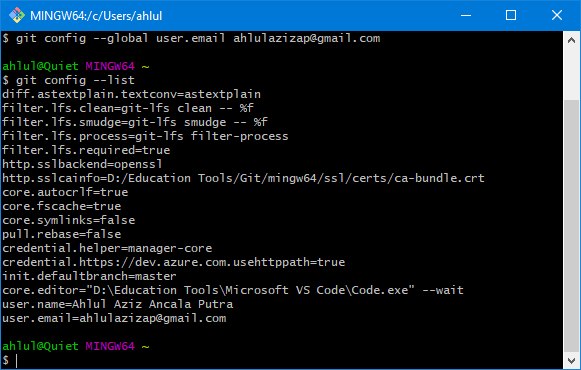 MINGW64:/c/Users/ahlul
$ git config --global user.email ahlulazizap@gmail.com
ahlul@Quiet MINGW64 ~
$ git config --list
diff.astextplain.textconv=astextplain
filter.lfs.clean=git-lfs clean -- %f
filter.lfs.smudge=git-lfs smudge -- %f
filter.lfs.process=git-lfs filter-process
filter.lfs.required=true
http.sslbackend=openssl
http.sslcainfo=D:/Education Tools/Git/mingw64/ssl/certs/ca-bundle.crt
core.autocrlf=true
core.fscache=true
core.symlinks=false
pull.rebase=false
credential.helper=manager-core
credential.https://dev.azure.com.usehttppath=true
init.defaultbranch=master
core.editor="D:\Education Tools\Microsoft VS Code\Code.exe" --wait
user.name=Ahlul Aziz Ancala Putra
user.email=ahlulazizap@gmail.com
ahlul@Quiet MINGW64 ~
$